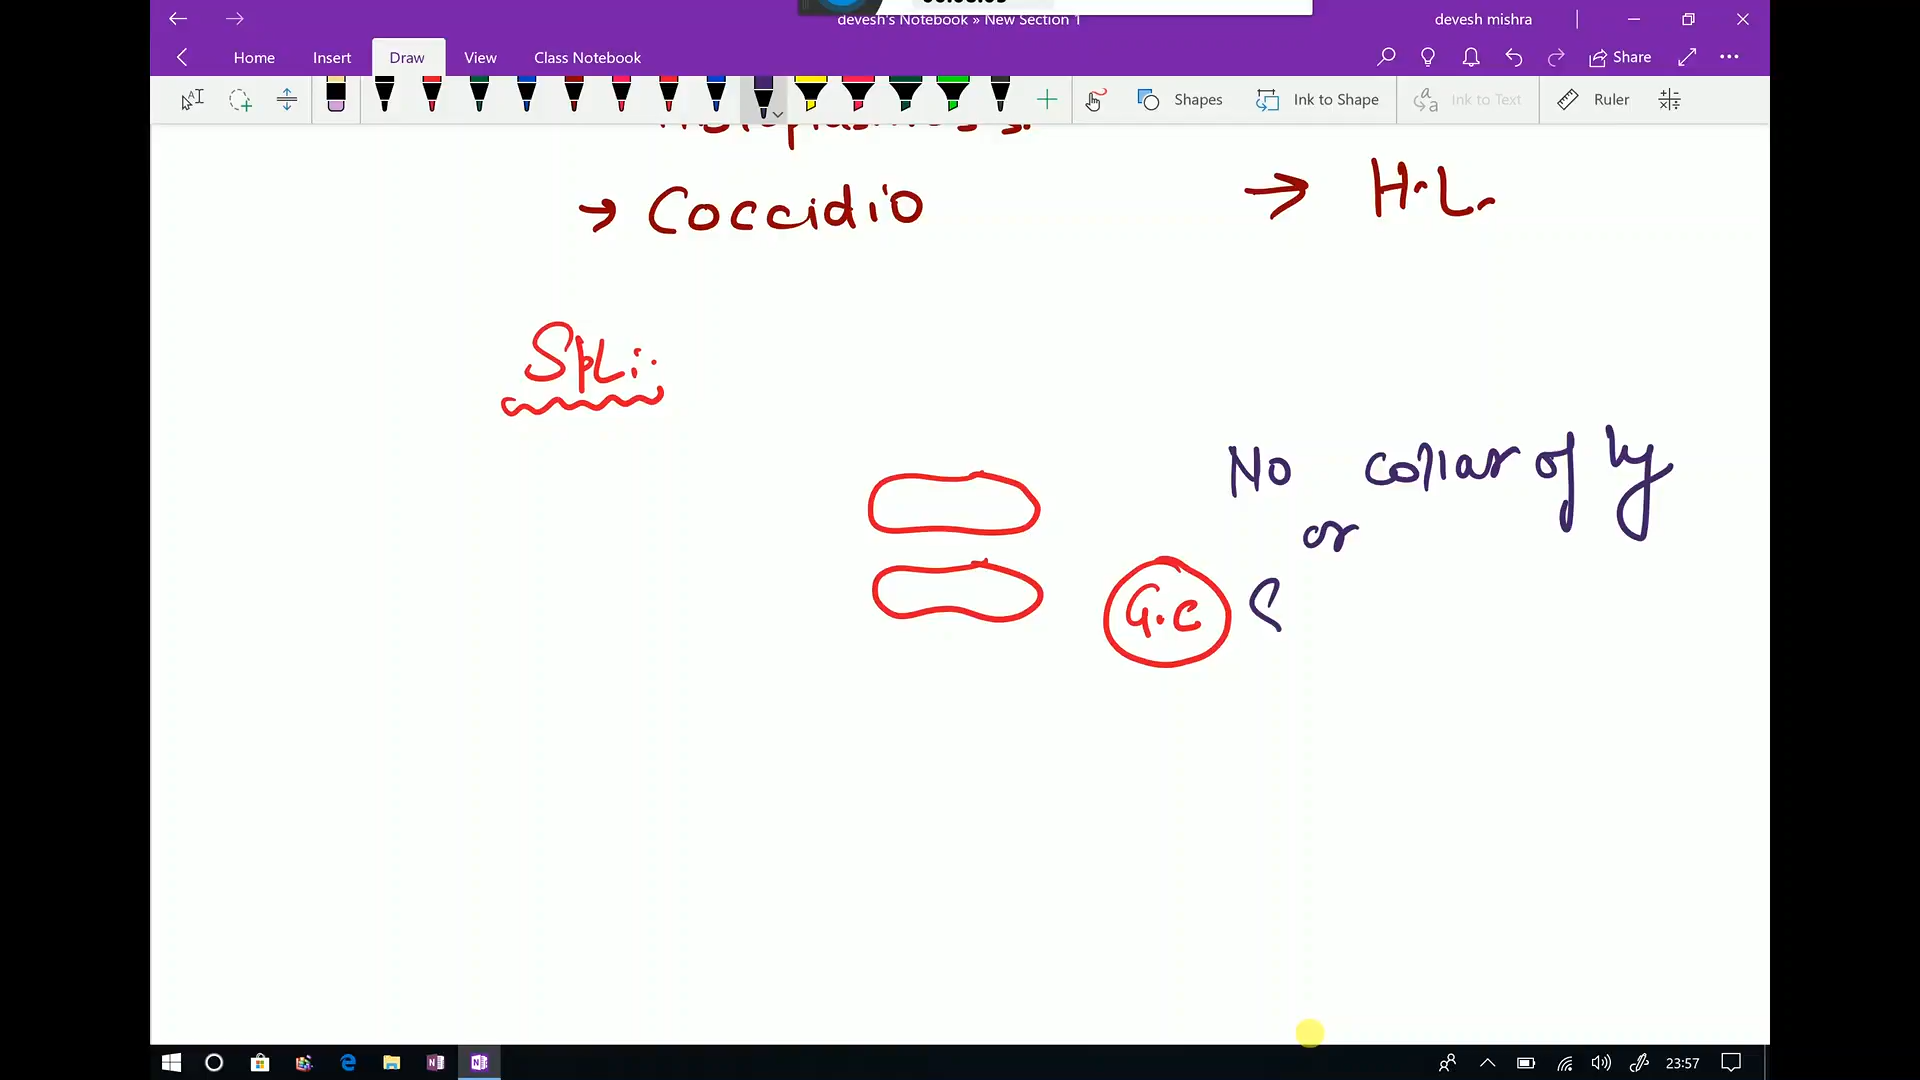 devesh's Notebook » New Section 1
devesh mishra
Home Insert Draw View Class Notebook
Share
Shapes Ink to Shape Ink to Text Ruler
→ Coccidio
→ H.L.
Spl:
No collar of ly
or
G.C
23:57